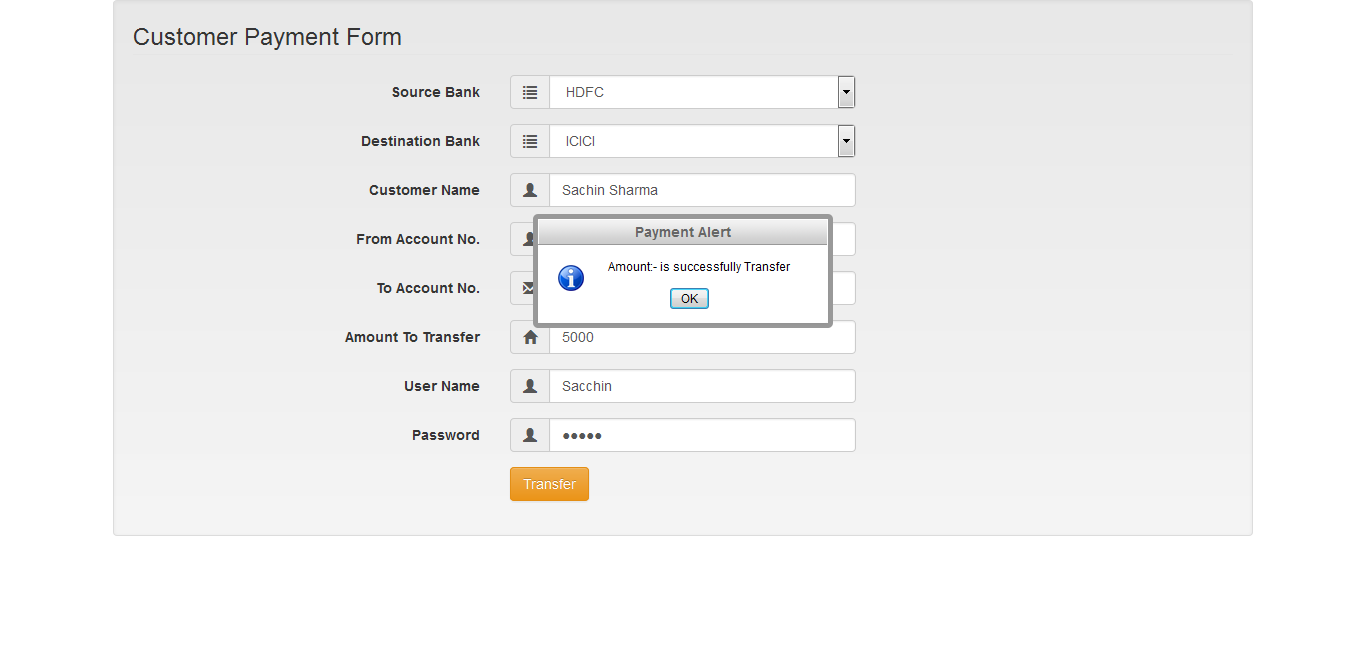 Customer Payment Form
Source Bank HDFC
Destination Bank ICICI
Customer Name Sachin Sharma
From Account No.
Payment Alert
Amount:- is successfully Transfer
To Account No.
OK
Amount To Transfer 5000
User Name Sacchin
Password •••••
Transfer